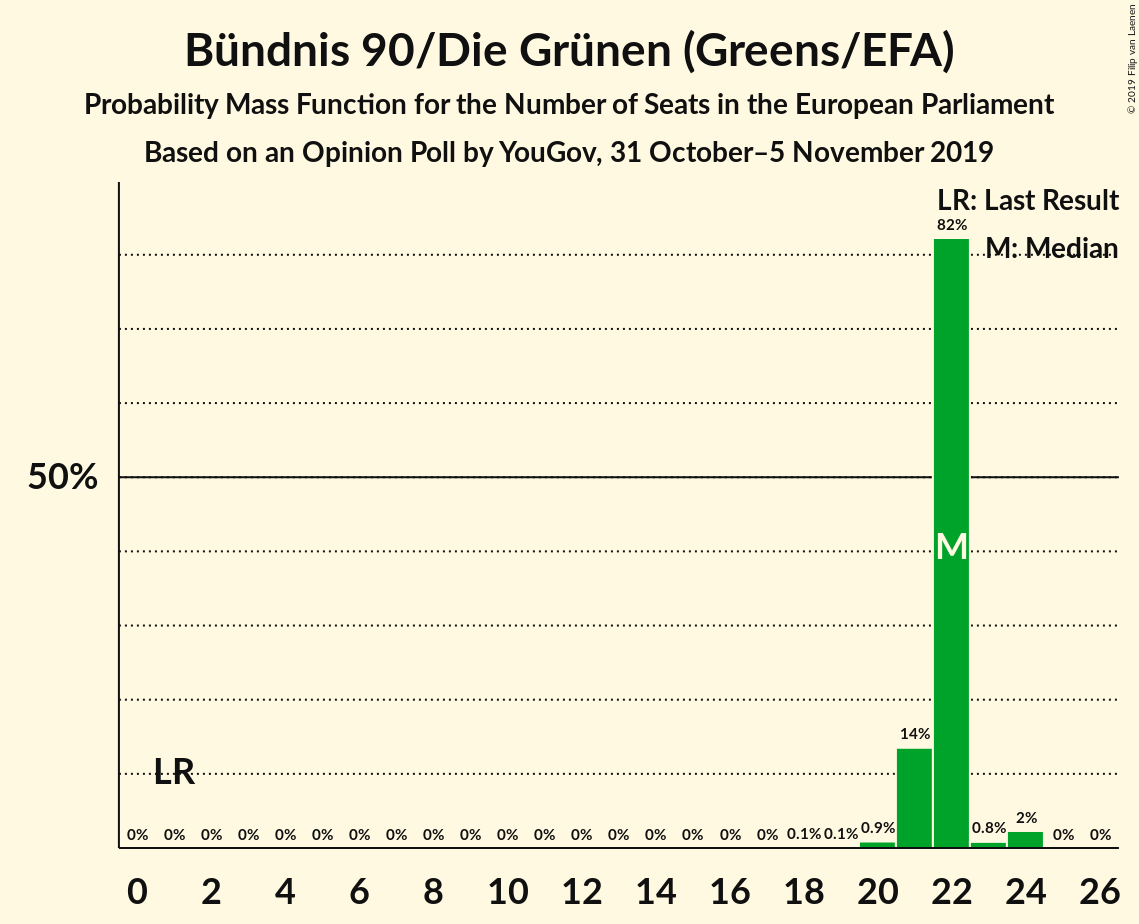 Bündnis 90/Die Grünen (Greens/EFA)
Probability Mass Function for the Number of Seats in the European Parliament
Based on an Opinion Poll by YouGov, 31 October–5 November 2019
© 2019 Filip van Laenen
LR: Last Result
M: Median
82%
50%
M
14%
LR
0% 0% 0% 0% 0% 0% 0% 0% 0% 0% 0% 0% 0% 0% 0% 0% 0% 0% 0.1% 0.1% 0.9% 0.8% 2% 0% 0%
0 2 4 6 8 10 12 14 16 18 20 22 24 26